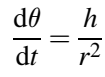 dθ/dt = h/r²